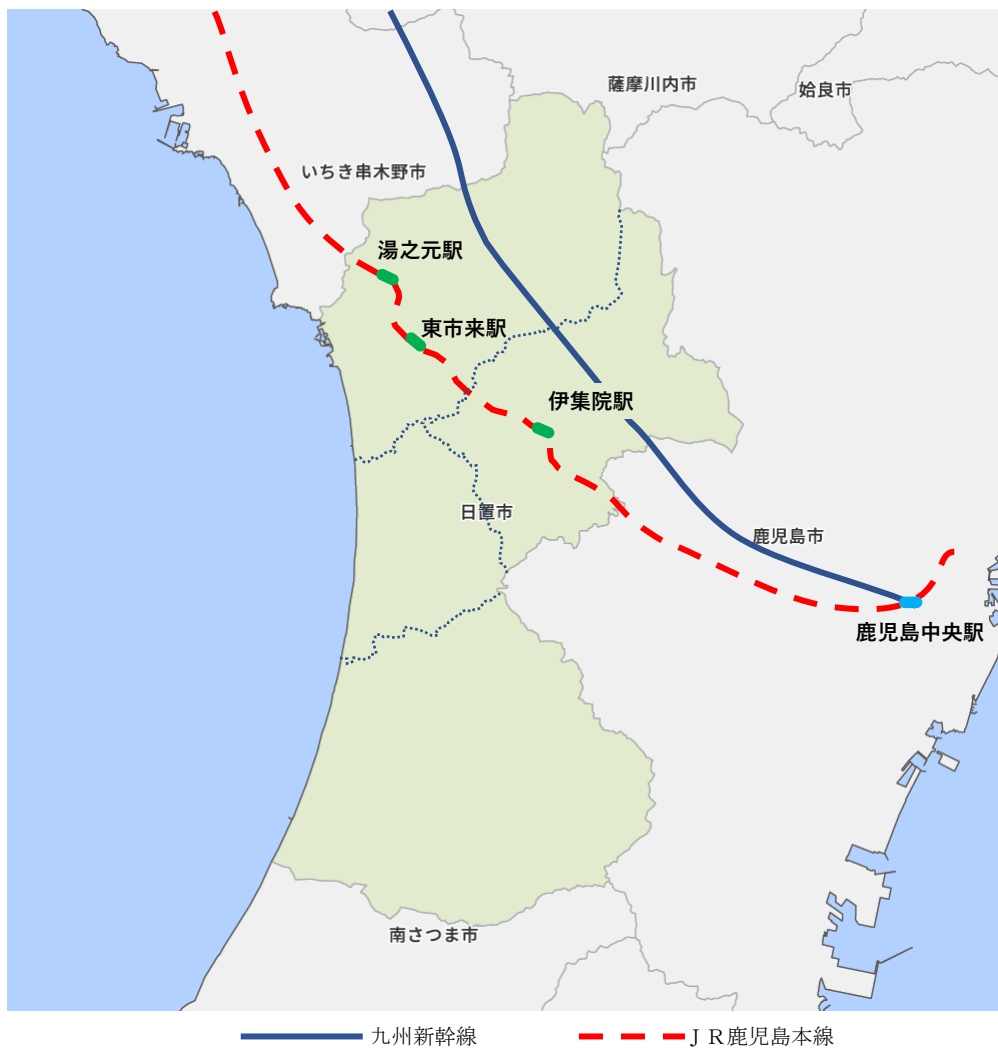 薩摩川内市
姶良市
いちき串木野市
湯之元駅
東市来駅
伊集院駅
日置市
鹿児島市
鹿児島中央駅
南さつま市
九州新幹線
ＪＲ鹿児島本線